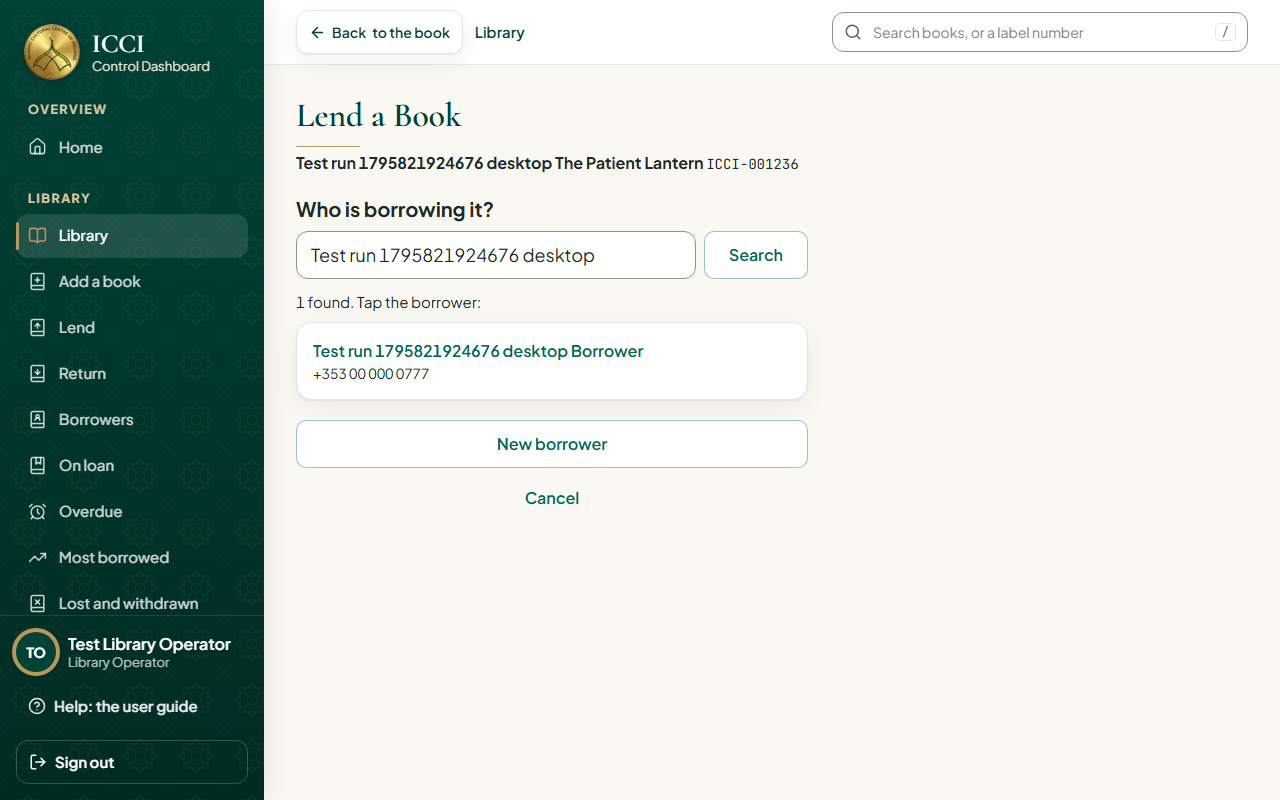 ICCI
Control Dashboard
OVERVIEW
Home
LIBRARY
Library
Add a book
Lend
Return
Borrowers
On loan
Overdue
Most borrowed
Lost and withdrawn
TO
Test Library Operator
Library Operator
Help: the user guide
Sign out
Back to the book
Library
Search books, or a label number
/
Lend a Book
Test run 1795821924676 desktop The Patient Lantern ICCI-001236
Who is borrowing it?
Test run 1795821924676 desktop
Search
1 found. Tap the borrower:
Test run 1795821924676 desktop Borrower
+353 00 000 0777
New borrower
Cancel